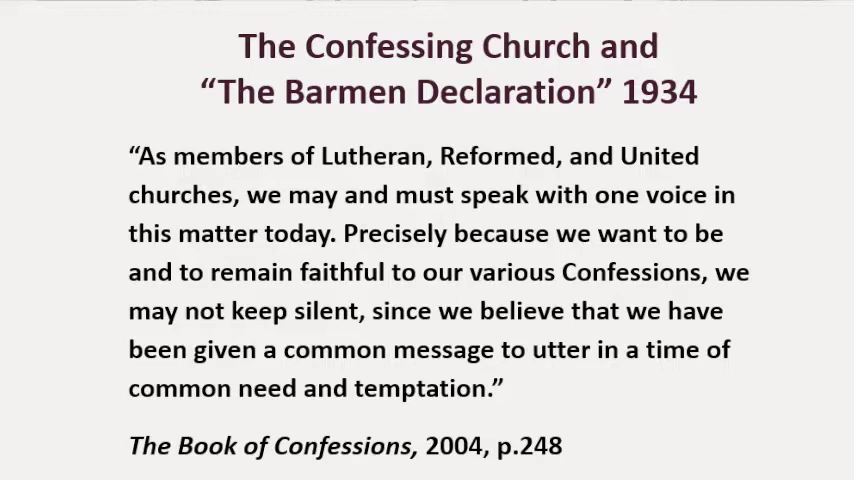 The Confessing Church and
“The Barmen Declaration” 1934
“As members of Lutheran, Reformed, and United
churches, we may and must speak with one voice in
this matter today. Precisely because we want to be
and to remain faithful to our various Confessions, we
may not keep silent, since we believe that we have
been given a common message to utter in a time of
common need and temptation.”
The Book of Confessions, 2004, p.248